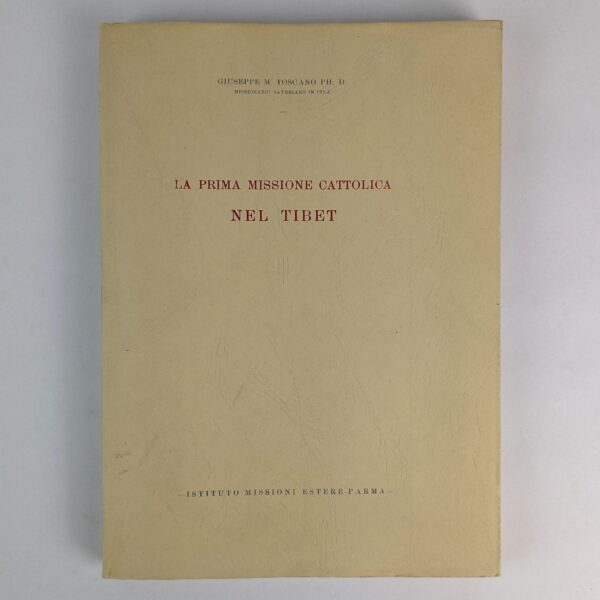 GIUSEPPE M. TOSCANO PH. D.
MISSIONARIO SAVERIANO IN CINA
LA PRIMA MISSIONE CATTOLICA
NEL TIBET
- ISTITUTO MISSIONI ESTERE - PARMA -